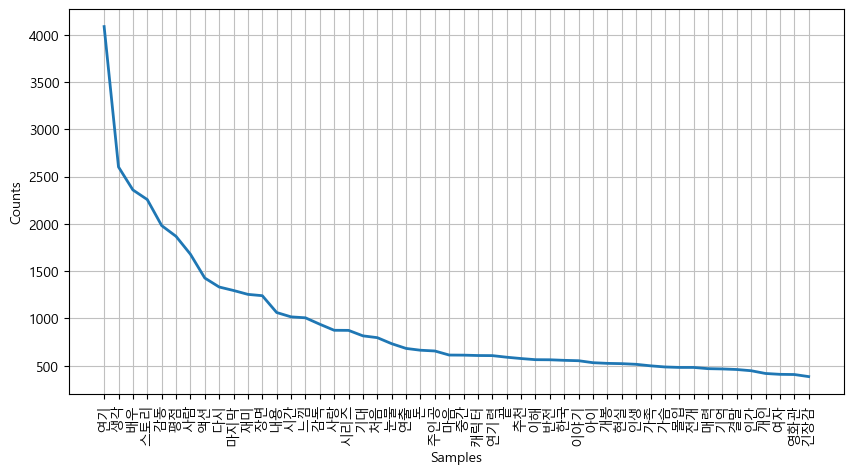 4000
3500
3000
2500
2000
1500
1000
500
Counts
연기
생각
배우
스토리
감동
평점
사람
액션
다시
마지막
재미
장면
내용
시간
느낌
감독
사랑
시리즈
기대
처음
눈물
연출
주인공
마음
중간
캐릭터
연기력
끝
추천
이해
반전
한국
이야기
아이
개봉
현실
인생
가족
가슴
몰입
전개
매력
기억
결말
인간
개인
여자
영화관
긴장감
Samples